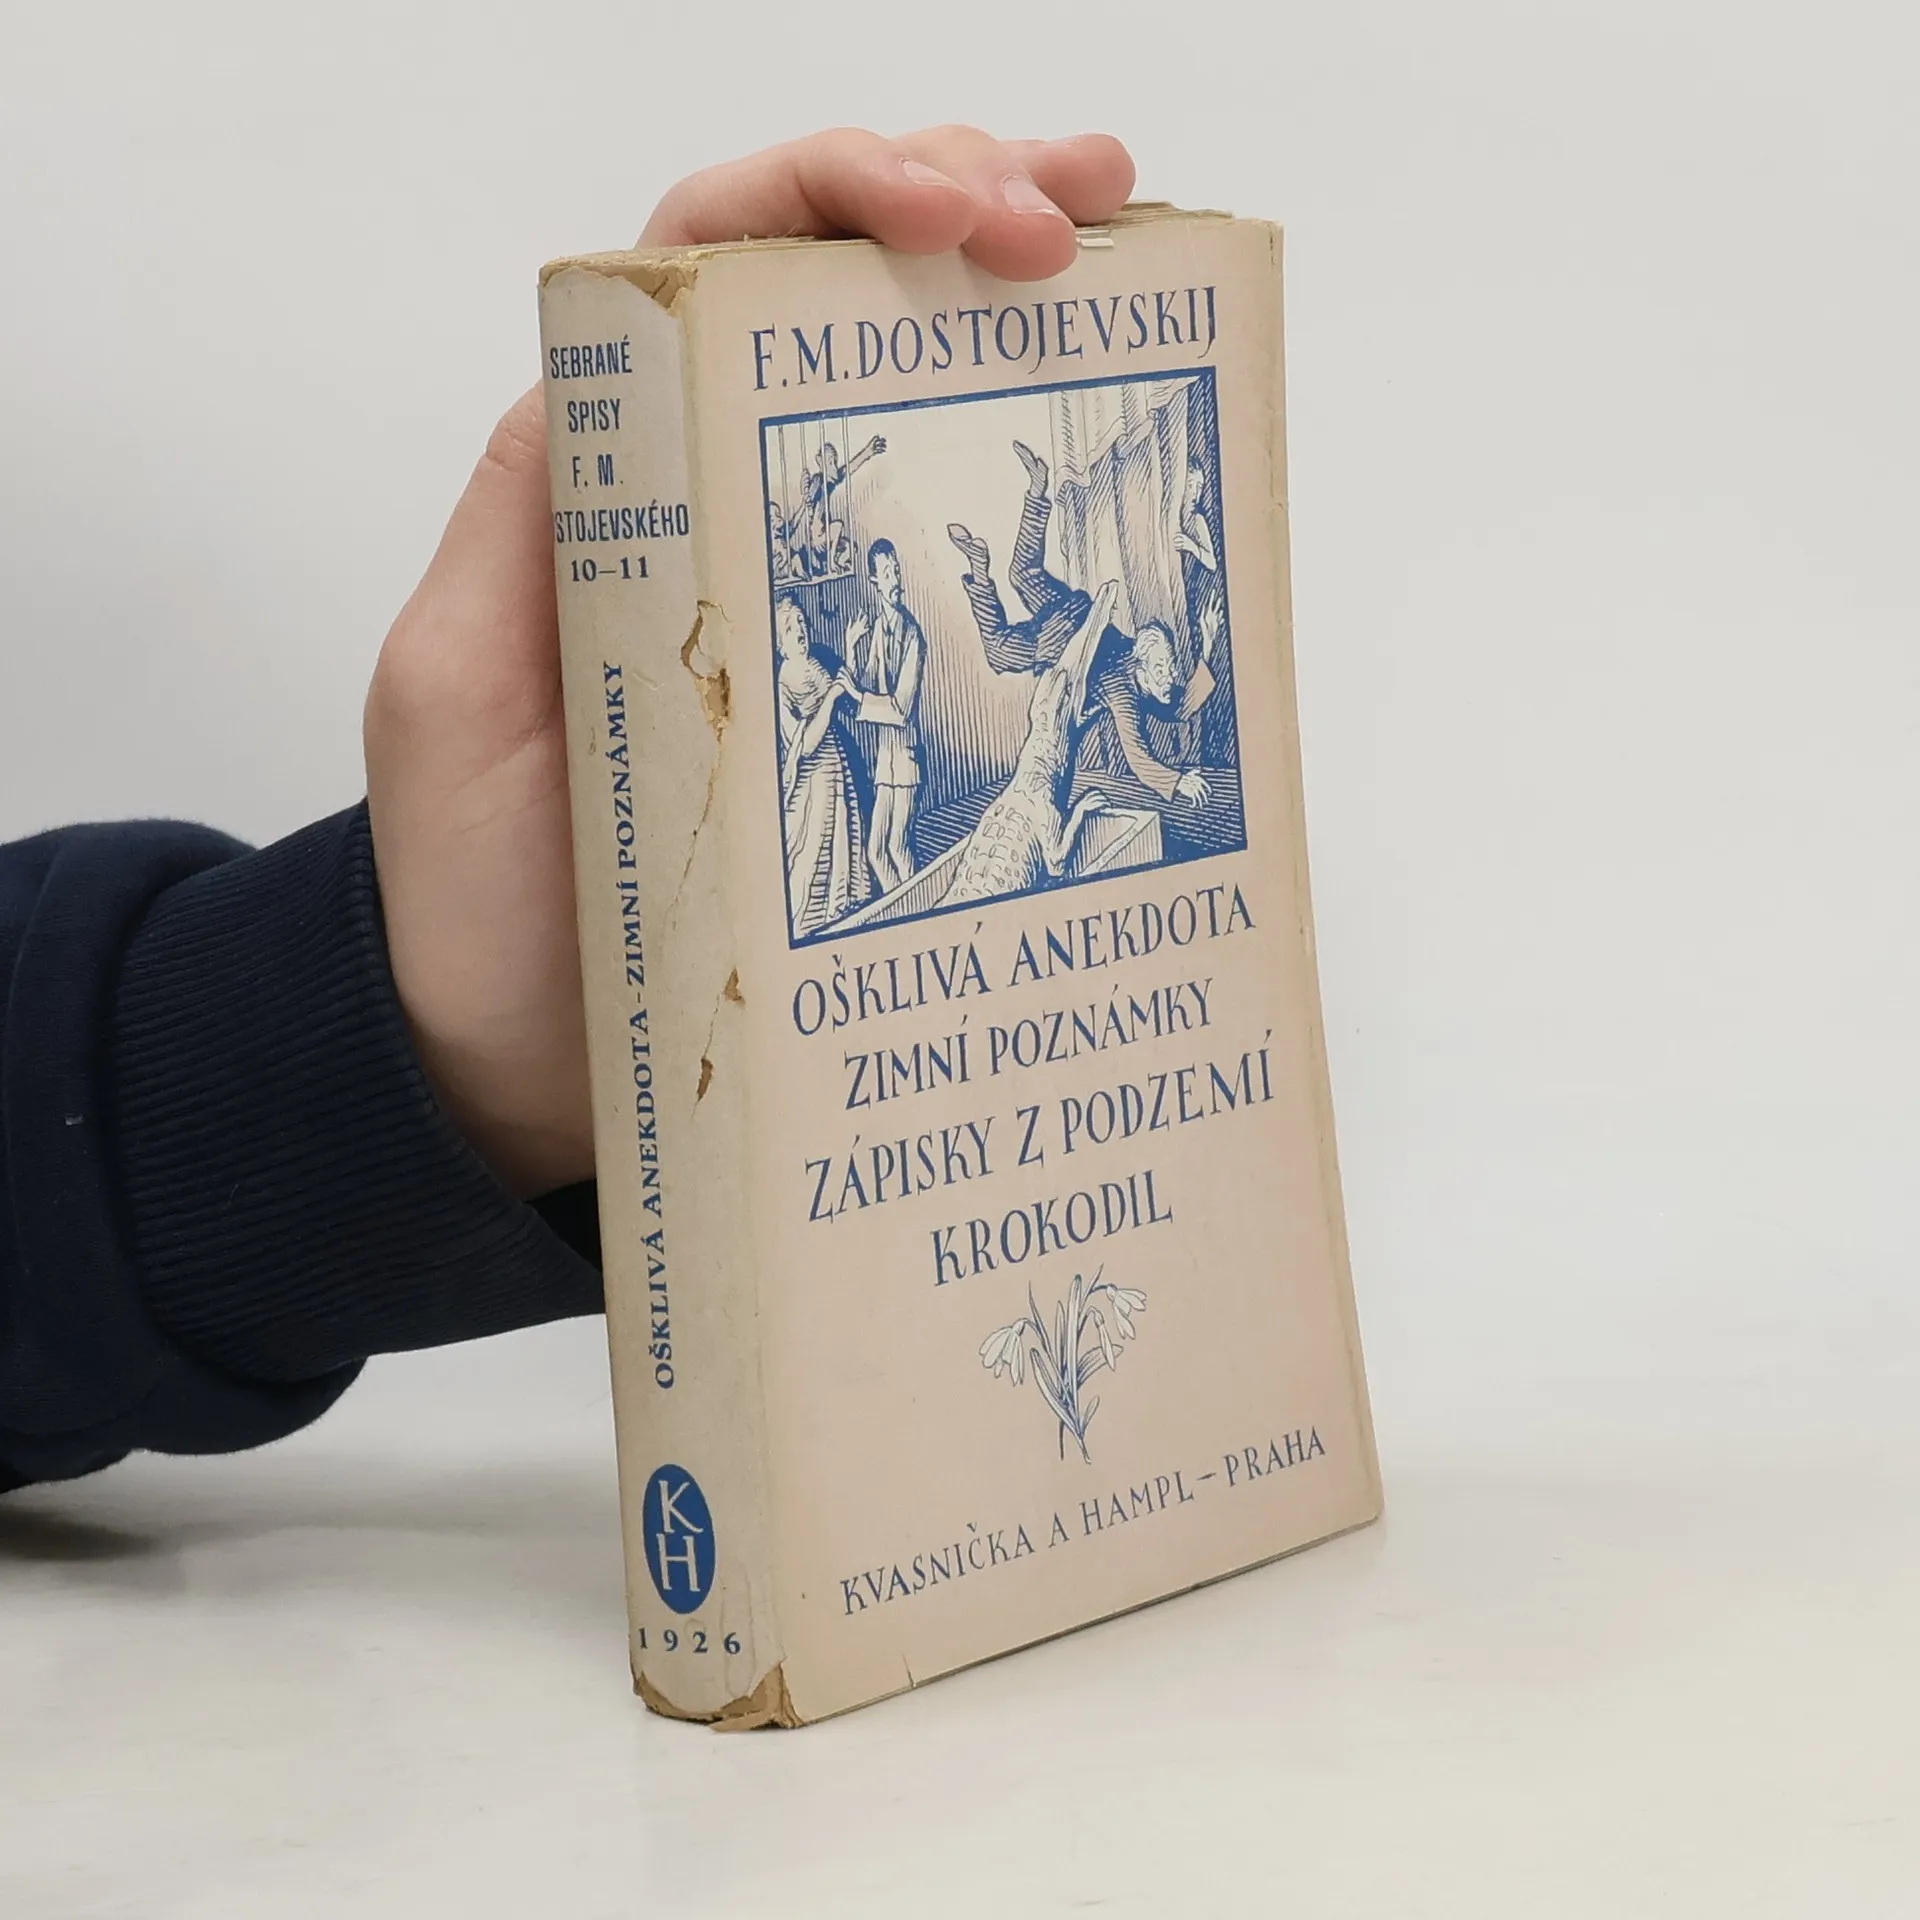 SEBRANÉ
SPISY
F. M.
STOJEVSKÉHO
10–11
OŠKLIVÁ ANEKDOTA - ZIMNÍ POZNÁMKY
KH
1926
F. M. DOSTOJEVSKIJ
OŠKLIVÁ ANEKDOTA
ZIMNÍ POZNÁMKY
ZÁPISKY Z PODZEMÍ
KROKODIL
KVASNIČKA A HAMPL – PRAHA